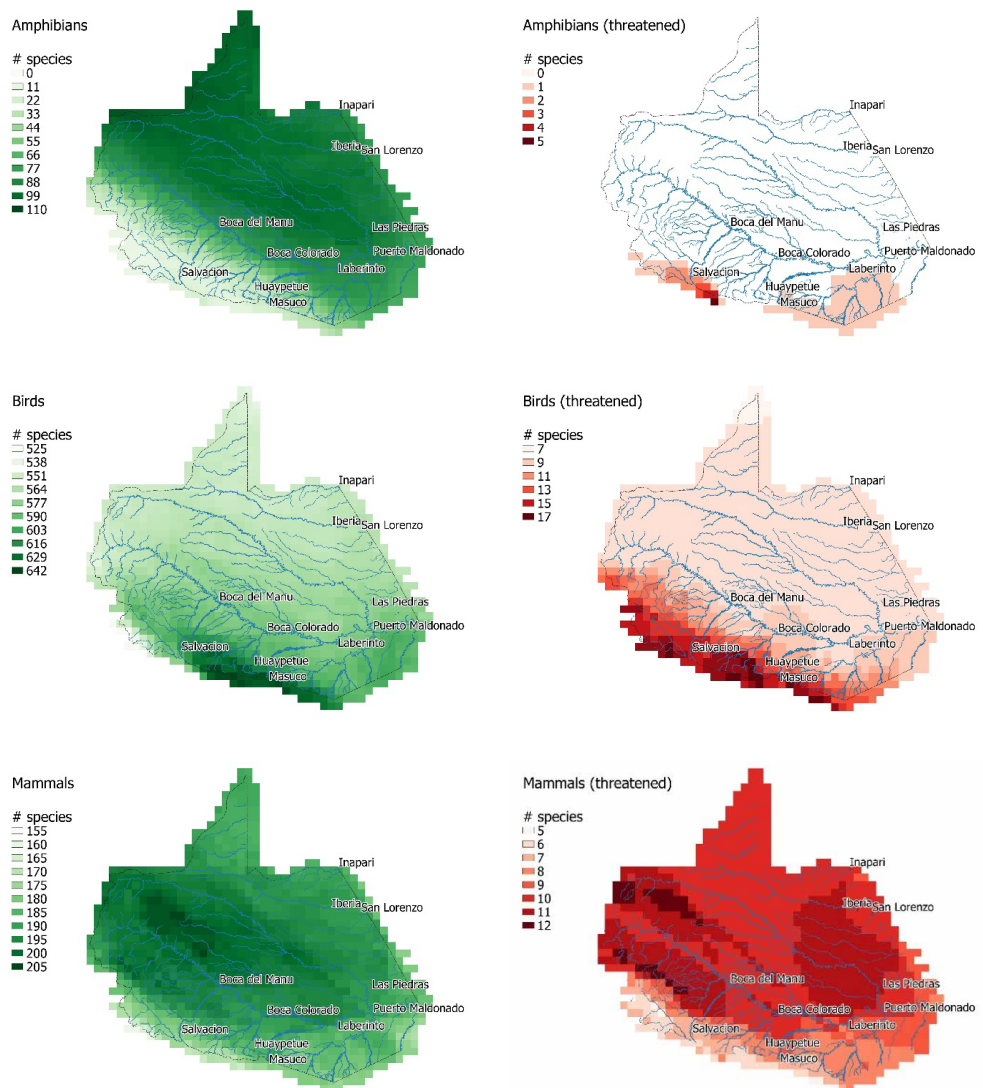 Amphibians
# species
0
11
22
33
44
55
66
77
88
99
110
Inapari
Iberia San Lorenzo
Boca del Manu
Las Piedras
Boca Colorado
Puerto Maldonado
Salvacion
Laberinto
Huaypetue
Masuco
Amphibians (threatened)
# species
0
1
2
3
4
5
Inapari
Iberia San Lorenzo
Boca del Manu
Las Piedras
Boca Colorado
Puerto Maldonado
Salvacion
Laberinto
Huaypetue
Masuco
Birds
# species
525
538
551
564
577
590
603
616
629
642
Inapari
Iberia San Lorenzo
Boca del Manu
Las Piedras
Boca Colorado
Puerto Maldonado
Salvacion
Laberinto
Huaypetue
Masuco
Birds (threatened)
# species
7
9
11
13
15
17
Inapari
Iberia San Lorenzo
Boca del Manu
Las Piedras
Boca Colorado
Puerto Maldonado
Salvacion
Laberinto
Huaypetue
Masuco
Mammals
# species
155
160
165
170
175
180
185
190
195
200
205
Inapari
Iberia San Lorenzo
Boca del Manu
Las Piedras
Boca Colorado
Puerto Maldonado
Salvacion
Laberinto
Huaypetue
Masuco
Mammals (threatened)
# species
5
6
7
8
9
10
11
12
Inapari
Iberia San Lorenzo
Boca del Manu
Las Piedras
Boca Colorado
Puerto Maldonado
Salvacion
Laberinto
Huaypetue
Masuco